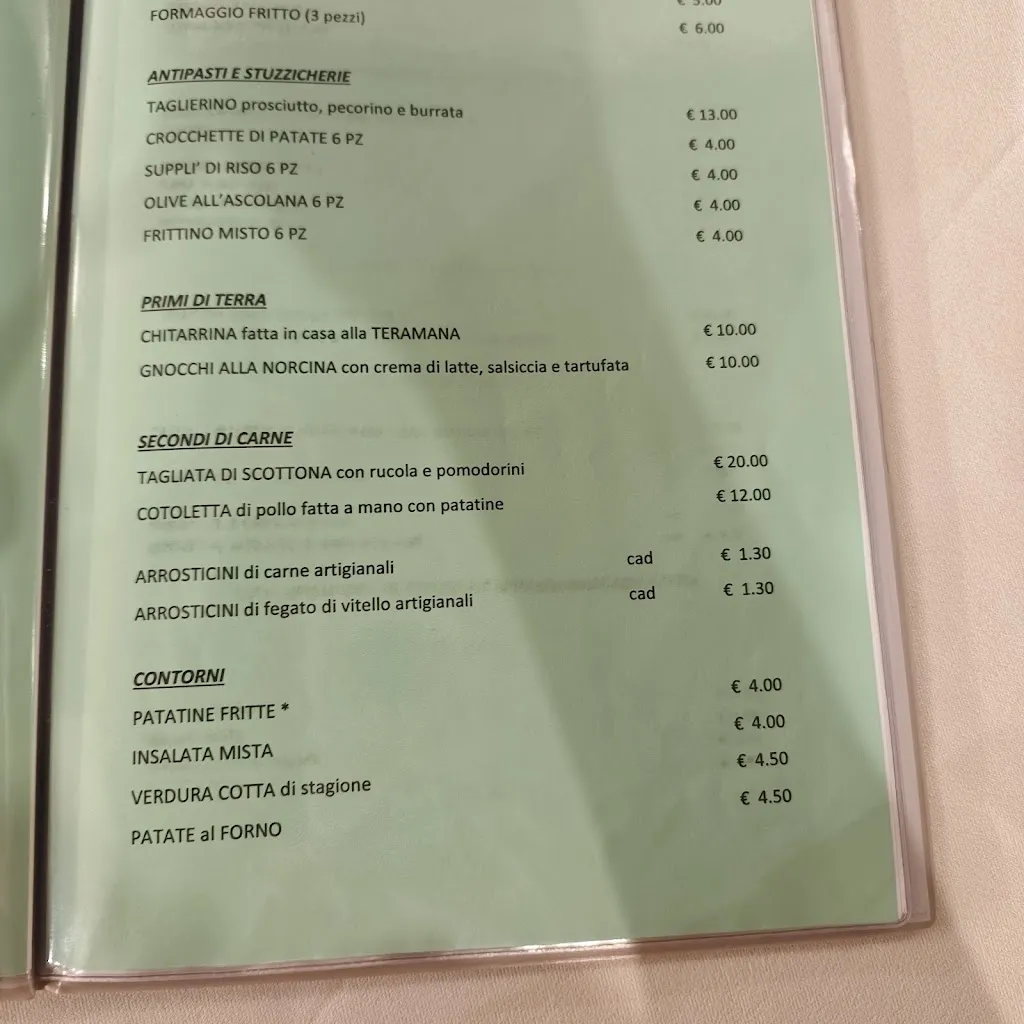 FORMAGGIO FRITTO (3 pezzi) € 6.00
ANTIPASTI E STUZZICHERIE
TAGLIERINO prosciutto, pecorino e burrata € 13.00
CROCCHETTE DI PATATE 6 PZ € 4.00
SUPPLI' DI RISO 6 PZ € 4.00
OLIVE ALL'ASCOLANA 6 PZ € 4.00
FRITTINO MISTO 6 PZ € 4.00
PRIMI DI TERRA
CHITARRINA fatta in casa alla TERAMANA € 10.00
GNOCCHI ALLA NORCINA con crema di latte, salsiccia e tartufata € 10.00
SECONDI DI CARNE
TAGLIATA DI SCOTTONA con rucola e pomodorini € 20.00
COTOLETTA di pollo fatta a mano con patatine € 12.00
ARROSTICINI di carne artigianali cad € 1.30
ARROSTICINI di fegato di vitello artigianali cad € 1.30
CONTORNI
PATATINE FRITTE * € 4.00
INSALATA MISTA € 4.00
VERDURA COTTA di stagione € 4.50
PATATE al FORNO € 4.50